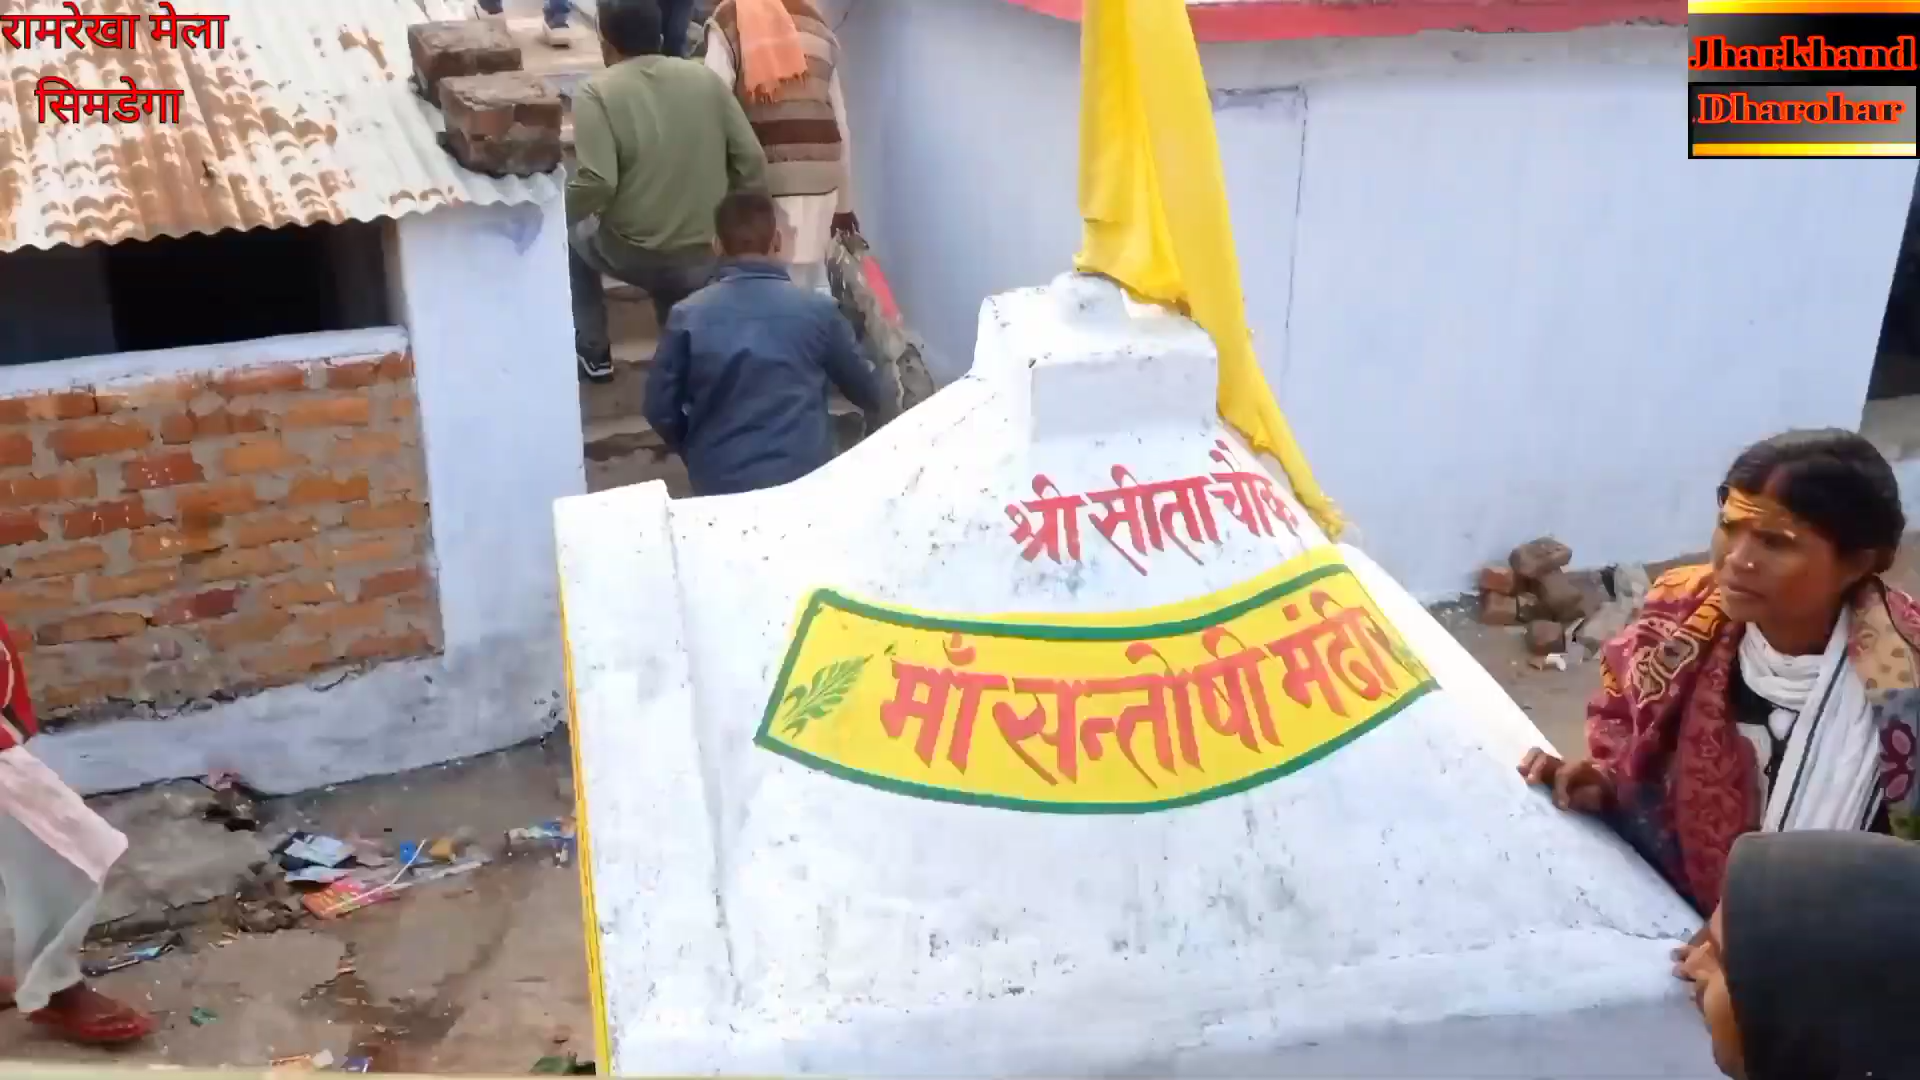 रामरेखा मेला
सिमडेगा
Jharkhand
Dharohar
श्री सीता चौक
माँ सन्तोषी मंदी